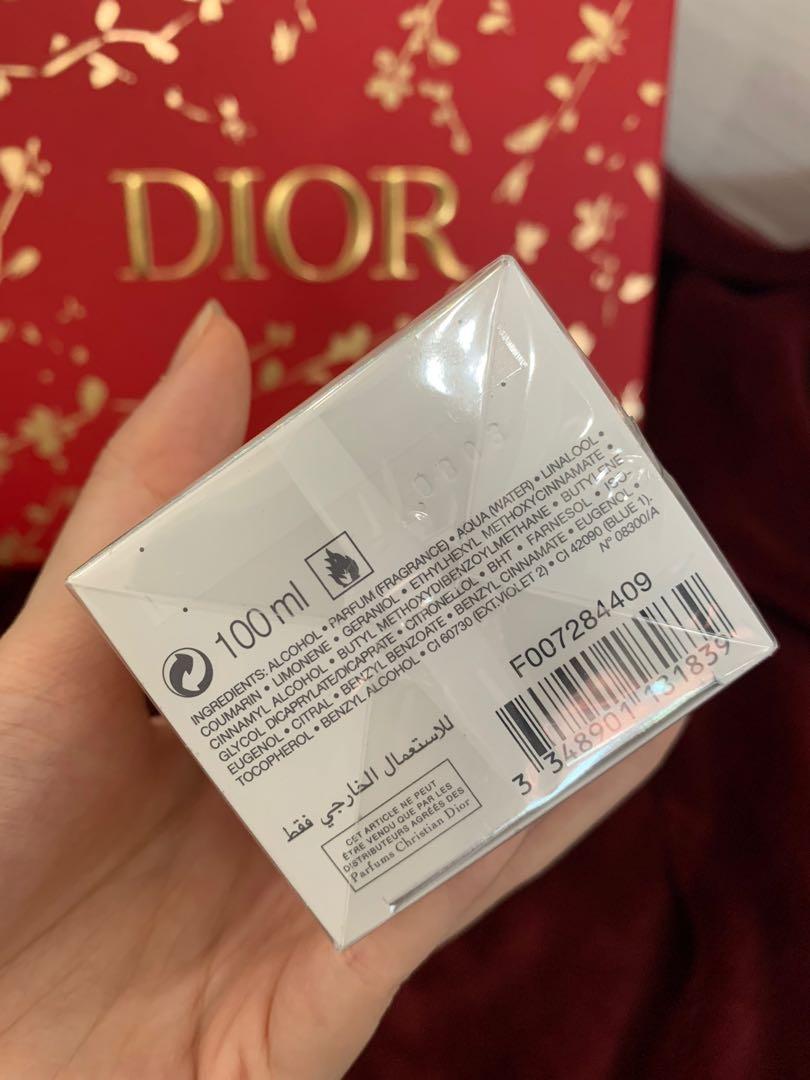 DIOR
100 ml
INGREDIENTS: ALCOHOL • PARFUM (FRAGRANCE) • AQUA (WATER) • LINALOOL •
COUMARIN • LIMONENE • GERANIOL • ETHYLHEXYL METHOXYCINNAMATE •
CINNAMYL ALCOHOL • BUTYL METHOXYDIBENZOYLMETHANE • BUTYLENE
GLYCOL DICAPRYLATE/DICAPRATE • CITRONELLOL • BHT • FARNESOL • ISO-
EUGENOL • CITRAL • BENZYL BENZOATE • BENZYL CINNAMATE • EUGENOL •
TOCOPHEROL • BENZYL ALCOHOL • CI 60730 (EXT. VIOLET 2) • CI 42090 (BLUE 1).
N° 08300/A
F007284409
3 348901 131839
للاستعمال الخارجي فقط
CET ARTICLE NE PEUT
ÊTRE VENDU QUE PAR LES
DISTRIBUTEURS AGRÉÉS DES
Parfums Christian Dior